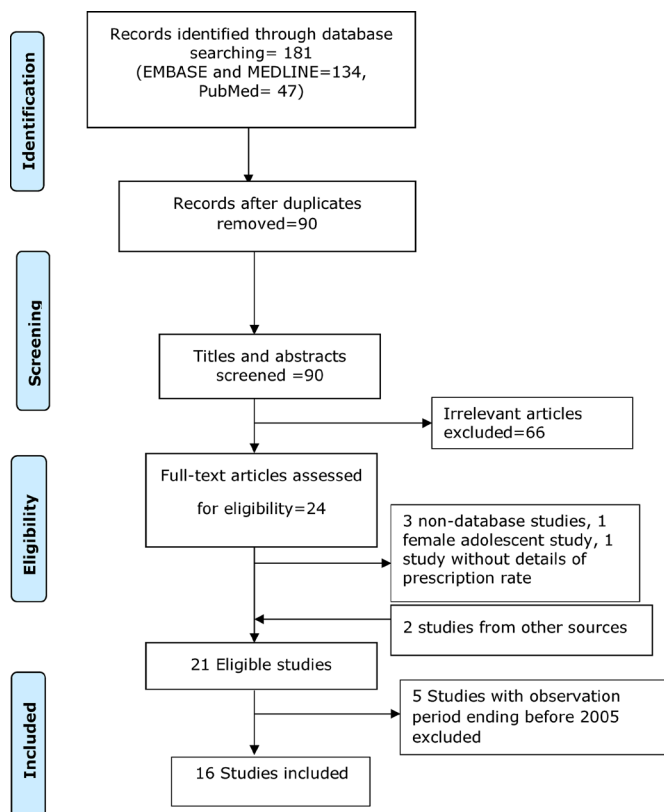 Identification
Records identified through database
searching= 181
(EMBASE and MEDLINE=134,
PubMed= 47)
Records after duplicates
removed=90
Screening
Titles and abstracts
screened =90
Irrelevant articles
excluded=66
Eligibility
Full-text articles assessed
for eligibility=24
3 non-database studies, 1
female adolescent study, 1
study without details of
prescription rate
2 studies from other sources
21 Eligible studies
Included
5 Studies with observation
period ending before 2005
excluded
16 Studies included